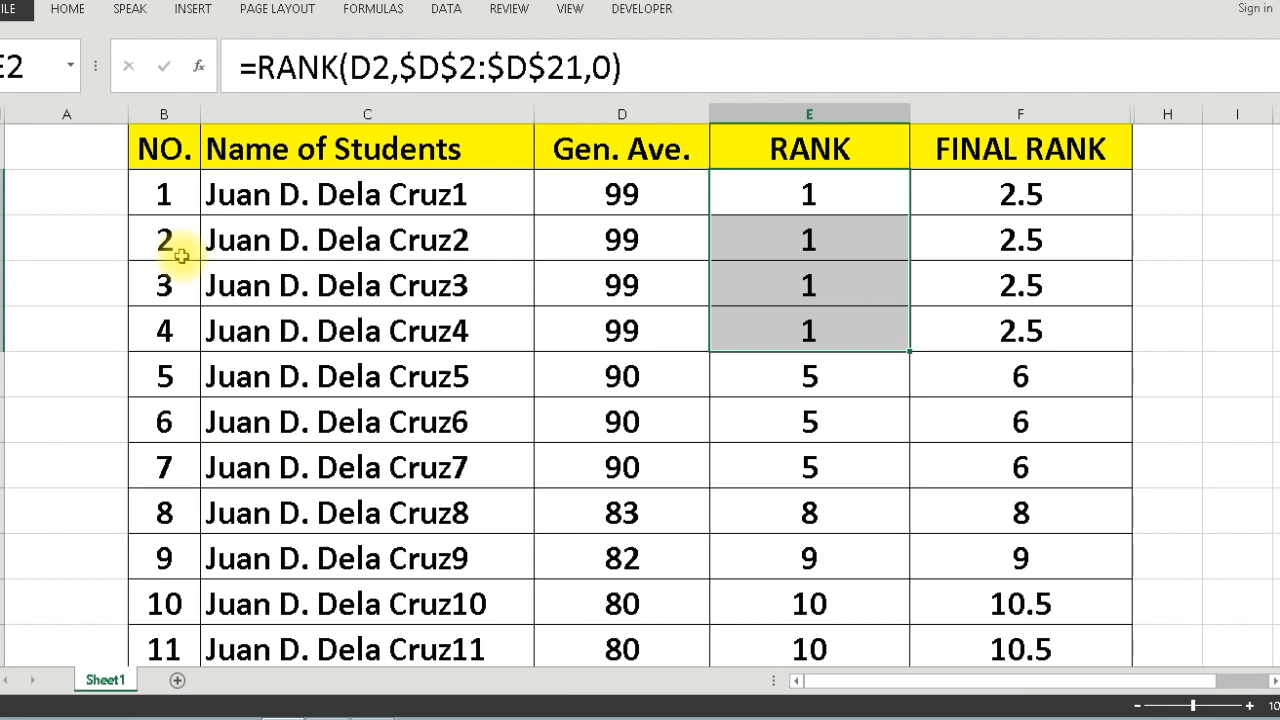 ILE HOME SPEAK INSERT PAGE LAYOUT FORMULAS DATA REVIEW VIEW DEVELOPER Sign in
E2 fx =RANK(D2,$D$2:$D$21,0)
A B C D E F H I
NO. Name of Students Gen. Ave. RANK FINAL RANK
1 Juan D. Dela Cruz1 99 1 2.5
2 Juan D. Dela Cruz2 99 1 2.5
3 Juan D. Dela Cruz3 99 1 2.5
4 Juan D. Dela Cruz4 99 1 2.5
5 Juan D. Dela Cruz5 90 5 6
6 Juan D. Dela Cruz6 90 5 6
7 Juan D. Dela Cruz7 90 5 6
8 Juan D. Dela Cruz8 83 8 8
9 Juan D. Dela Cruz9 82 9 9
10 Juan D. Dela Cruz10 80 10 10.5
11 Juan D. Dela Cruz11 80 10 10.5
Sheet1